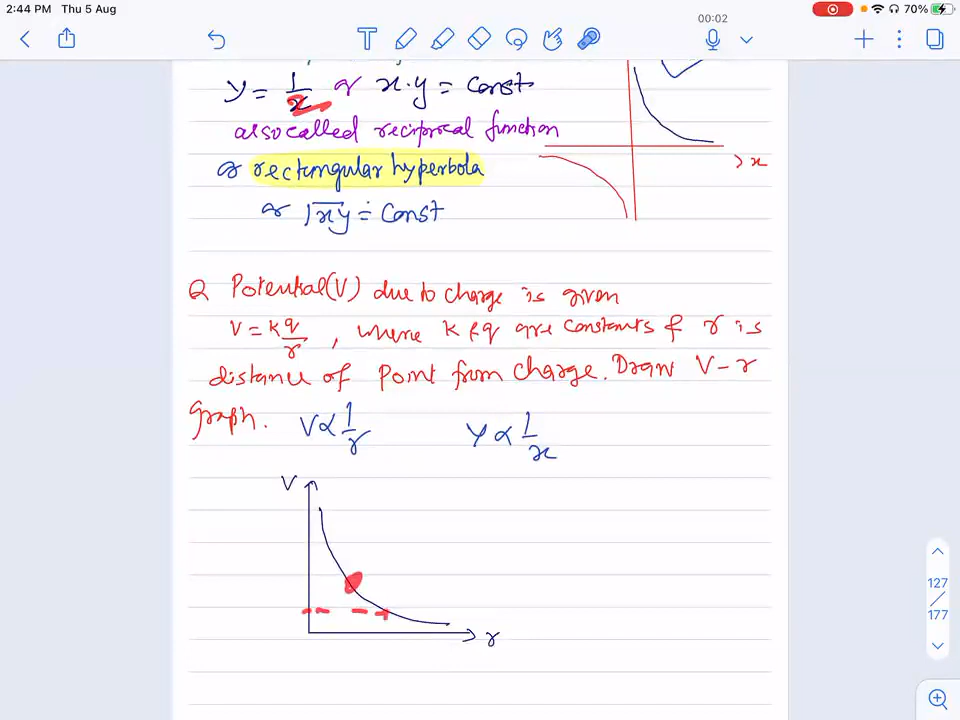 2:44 PM Thu 5 Aug
00:02
70%
y = 1/x or x.y = const
also called reciprocal function
or rectangular hyperbola
x
or xy = Const
Q Potential(V) due to charge is given
V = kq/r , where k & q are constants & r is
distance of point from charge. Draw V-r
graph. V ∝ 1/r Y ∝ 1/x
V
r
127
177